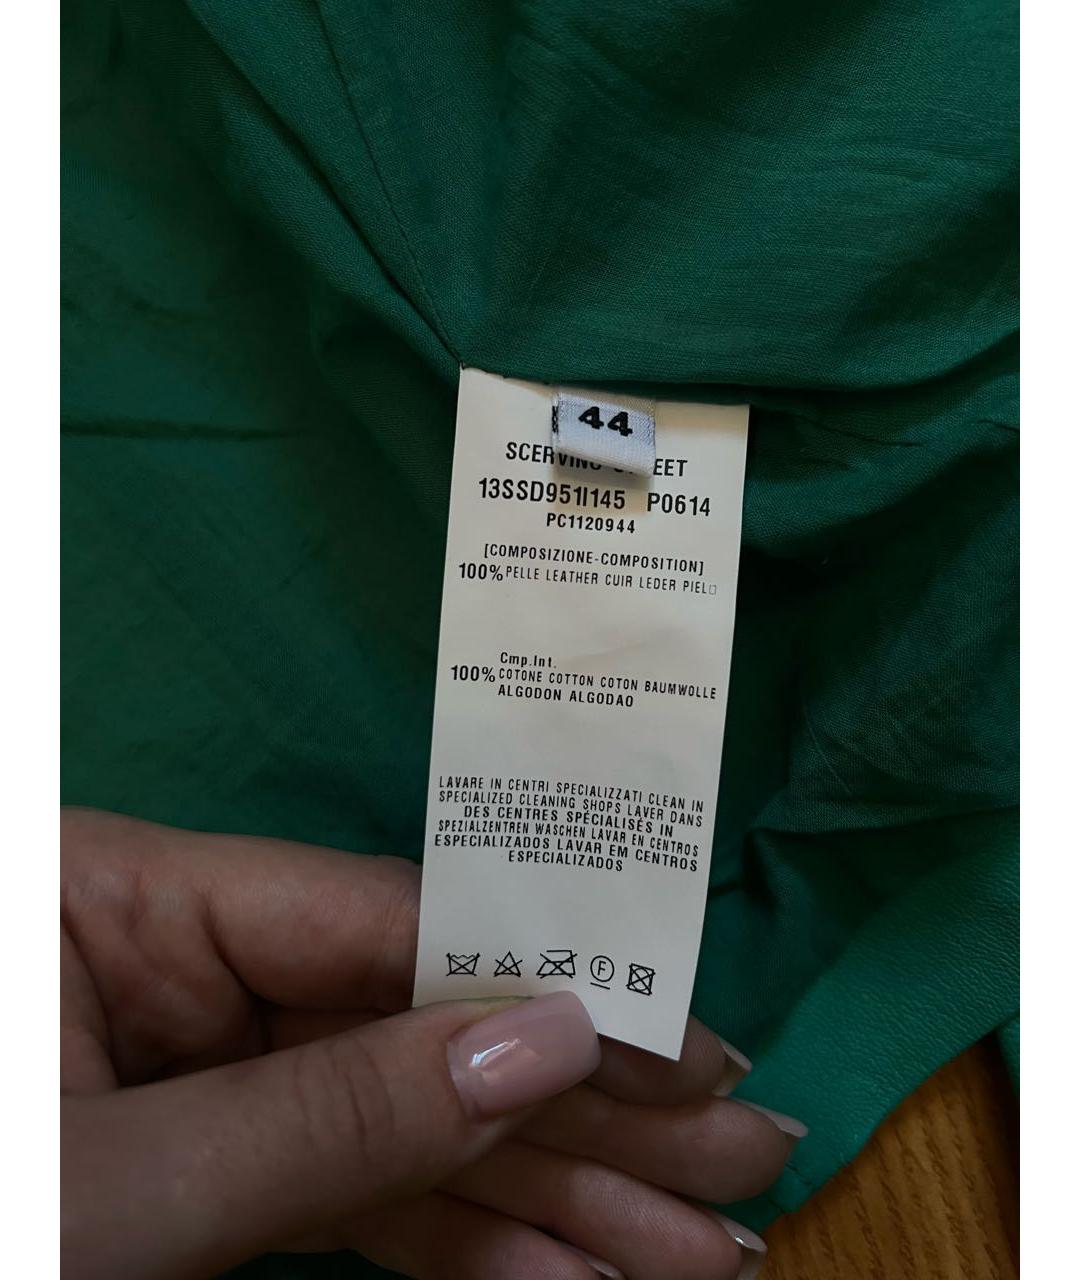 44
SCERVINO STREET
13SSD951I145 P0614
PC1120944
[COMPOSIZIONE-COMPOSITION]
100% PELLE LEATHER CUIR LEDER PIEL□
Cmp.Int.
100% COTONE COTTON COTON BAUMWOLLE
ALGODON ALGODAO
LAVARE IN CENTRI SPECIALIZZATI CLEAN IN
SPECIALIZED CLEANING SHOPS LAVER DANS
DES CENTRES SPÉCIALISÉS IN
SPEZIALZENTREN WASCHEN LAVAR EN CENTROS
ESPECIALIZADOS LAVAR EM CENTROS
ESPECIALIZADOS
F